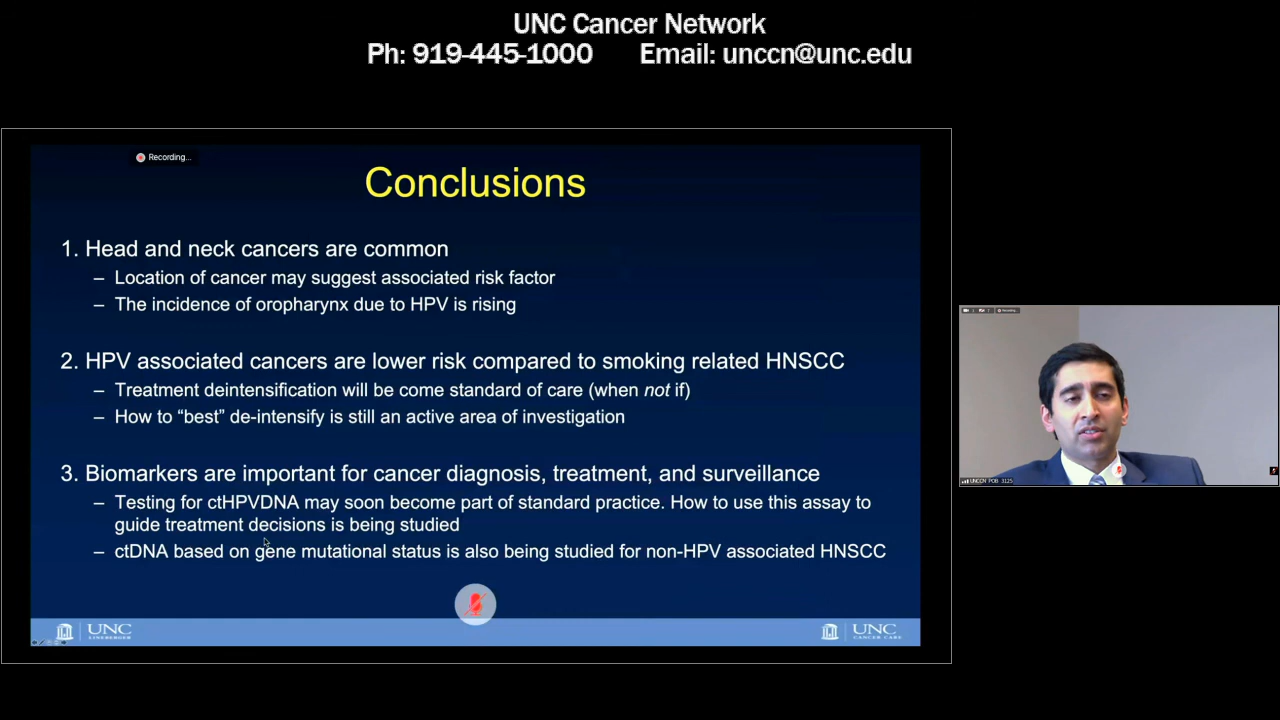 UNC Cancer Network
Ph: 919-445-1000 Email: unccn@unc.edu
Recording...
Conclusions
1. Head and neck cancers are common
– Location of cancer may suggest associated risk factor
– The incidence of oropharynx due to HPV is rising
2. HPV associated cancers are lower risk compared to smoking related HNSCC
– Treatment deintensification will be come standard of care (when not if)
– How to “best” de-intensify is still an active area of investigation
3. Biomarkers are important for cancer diagnosis, treatment, and surveillance
– Testing for ctHPVDNA may soon become part of standard practice. How to use this assay to
guide treatment decisions is being studied
– ctDNA based on gene mutational status is also being studied for non-HPV associated HNSCC
UNC
LINEBERGER
UNC
CANCER CARE
Recording...
UNCCN POB 3125